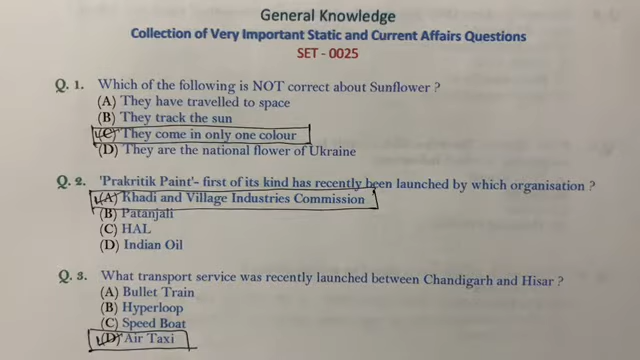 General Knowledge
Collection of Very Important Static and Current Affairs Questions
SET - 0025
Q. 1. Which of the following is NOT correct about Sunflower ?
(A) They have travelled to space
(B) They track the sun
(C) They come in only one colour
(D) They are the national flower of Ukraine
Q. 2. 'Prakritik Paint'- first of its kind has recently been launched by which organisation ?
(A) Khadi and Village Industries Commission
(B) Patanjali
(C) HAL
(D) Indian Oil
Q. 3. What transport service was recently launched between Chandigarh and Hisar ?
(A) Bullet Train
(B) Hyperloop
(C) Speed Boat
(D) Air Taxi